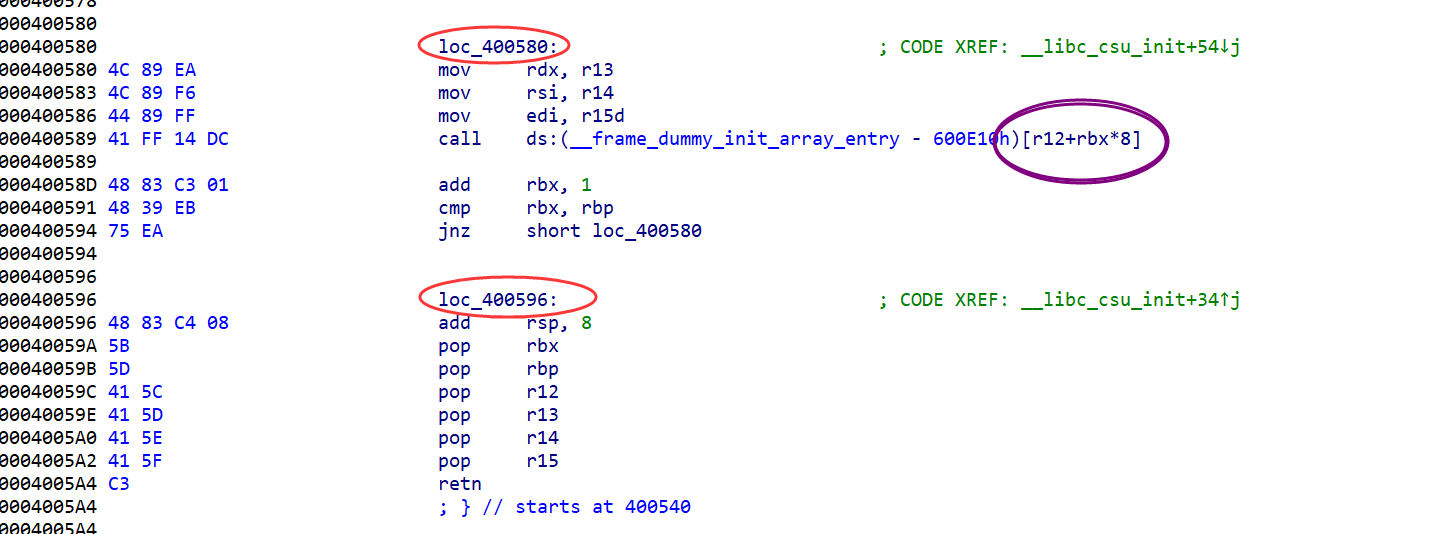 000400578
000400580
000400580 loc_400580: ; CODE XREF: __libc_csu_init+54↓j
000400580 4C 89 EA mov rdx, r13
000400583 4C 89 F6 mov rsi, r14
000400586 44 89 FF mov edi, r15d
000400589 41 FF 14 DC call ds:(__frame_dummy_init_array_entry - 600E10h)[r12+rbx*8]
000400589
00040058D 48 83 C3 01 add rbx, 1
000400591 48 39 EB cmp rbx, rbp
000400594 75 EA jnz short loc_400580
000400594
000400596
000400596 loc_400596: ; CODE XREF: __libc_csu_init+34↑j
000400596 48 83 C4 08 add rsp, 8
00040059A 5B pop rbx
00040059B 5D pop rbp
00040059C 41 5C pop r12
00040059E 41 5D pop r13
0004005A0 41 5E pop r14
0004005A2 41 5F pop r15
0004005A4 C3 retn
0004005A4 ; } // starts at 400540
0004005A4